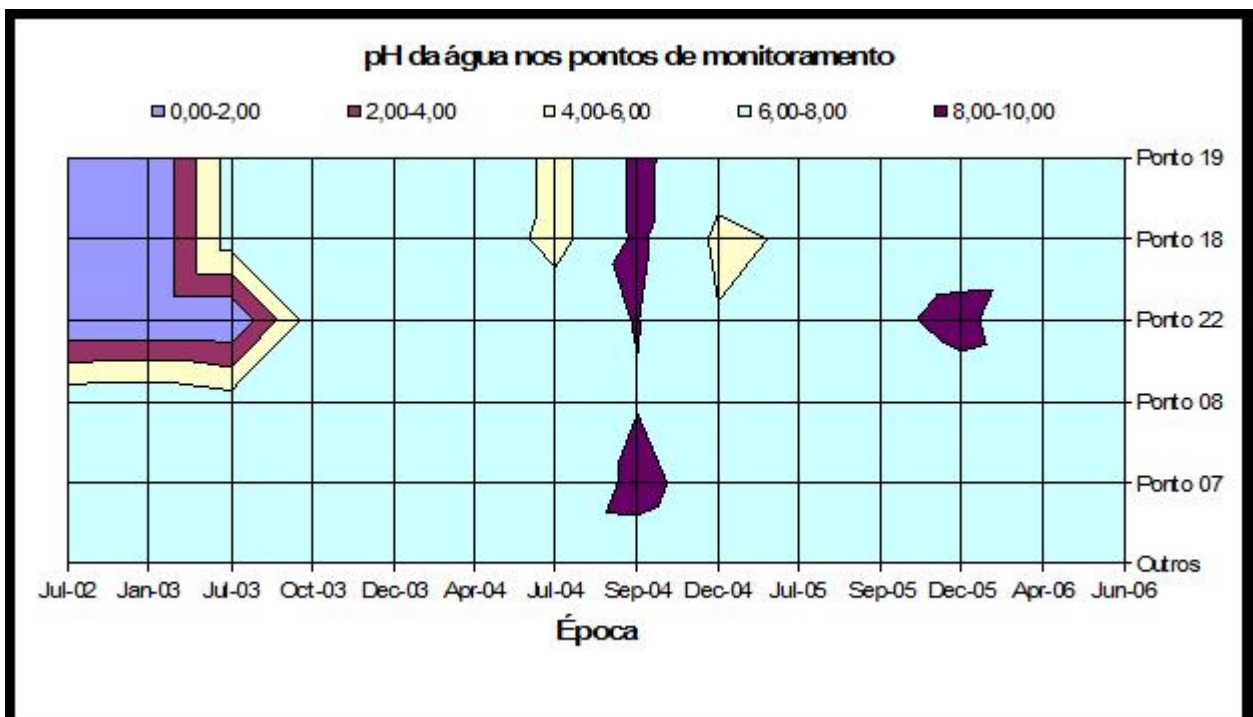 pH da água nos pontos de monitoramento
0,00-2,00 2,00-4,00 4,00-6,00 6,00-8,00 8,00-10,00
Ponto 19
Ponto 18
Ponto 22
Ponto 08
Ponto 07
Outros
Jul-02 Jan-03 Jul-03 Oct-03 Dec-03 Apr-04 Jul-04 Sep-04 Dec-04 Jul-05 Sep-05 Dec-05 Apr-06 Jun-06
Época